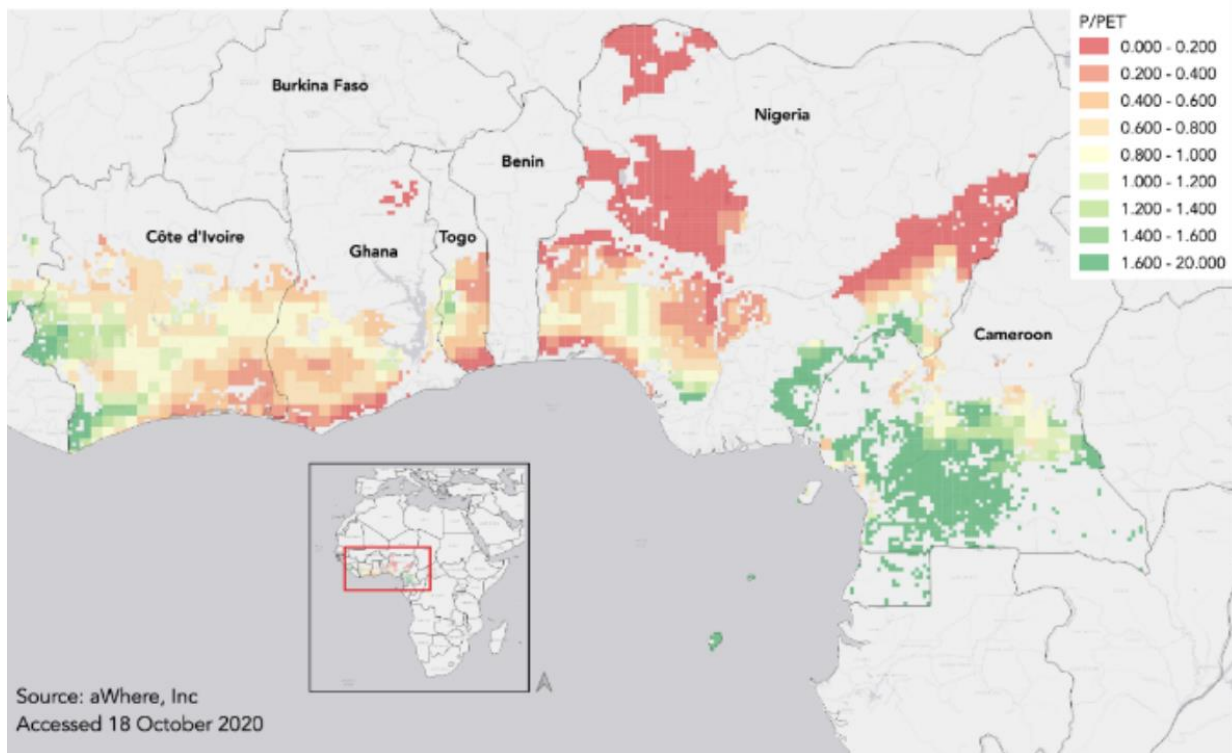 P/PET
0.000 - 0.200
0.200 - 0.400
0.400 - 0.600
0.600 - 0.800
0.800 - 1.000
1.000 - 1.200
1.200 - 1.400
1.400 - 1.600
1.600 - 20.000
Burkina Faso
Nigeria
Benin
Côte d'Ivoire
Togo
Ghana
Cameroon
Source: aWhere, Inc
Accessed 18 October 2020